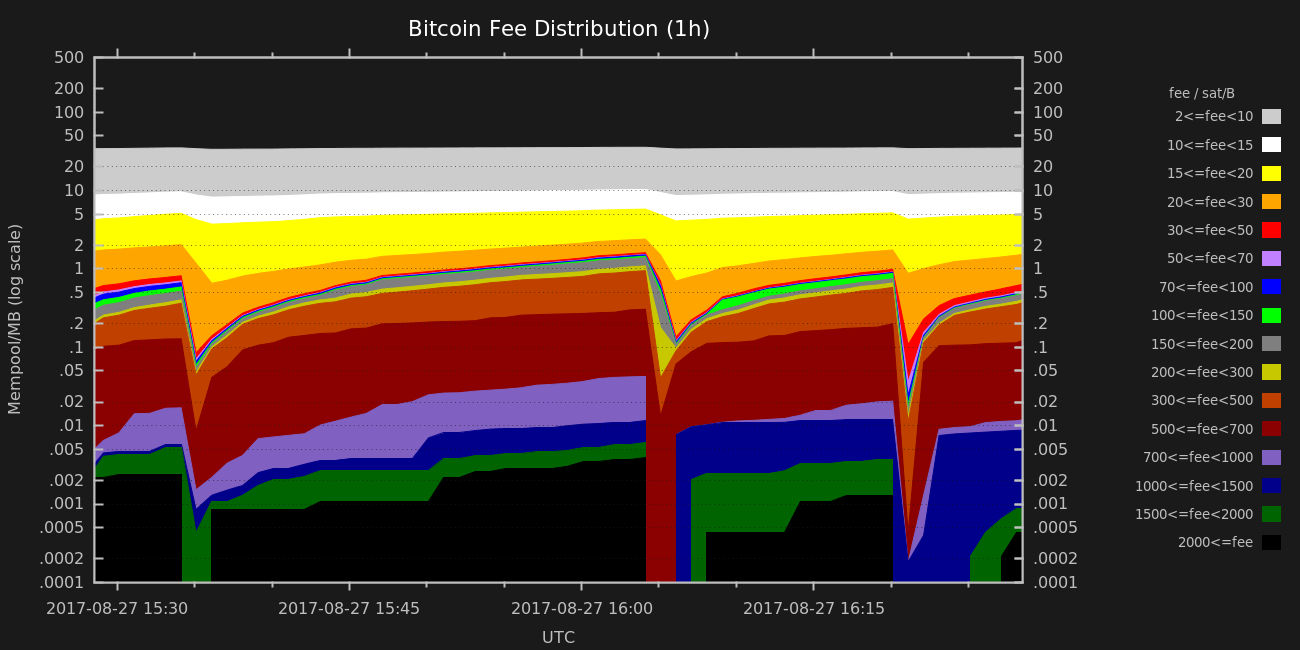 Bitcoin Fee Distribution (1h)
Mempool/MB (log scale)
500
200
100
50
20
10
5
2
1
.5
.2
.1
.05
.02
.01
.005
.002
.001
.0005
.0002
.0001
500
200
100
50
20
10
5
2
1
.5
.2
.1
.05
.02
.01
.005
.002
.001
.0005
.0002
.0001
2017-08-27 15:30
2017-08-27 15:45
2017-08-27 16:00
2017-08-27 16:15
UTC
fee / sat/B
2<=fee<10
10<=fee<15
15<=fee<20
20<=fee<30
30<=fee<50
50<=fee<70
70<=fee<100
100<=fee<150
150<=fee<200
200<=fee<300
300<=fee<500
500<=fee<700
700<=fee<1000
1000<=fee<1500
1500<=fee<2000
2000<=fee